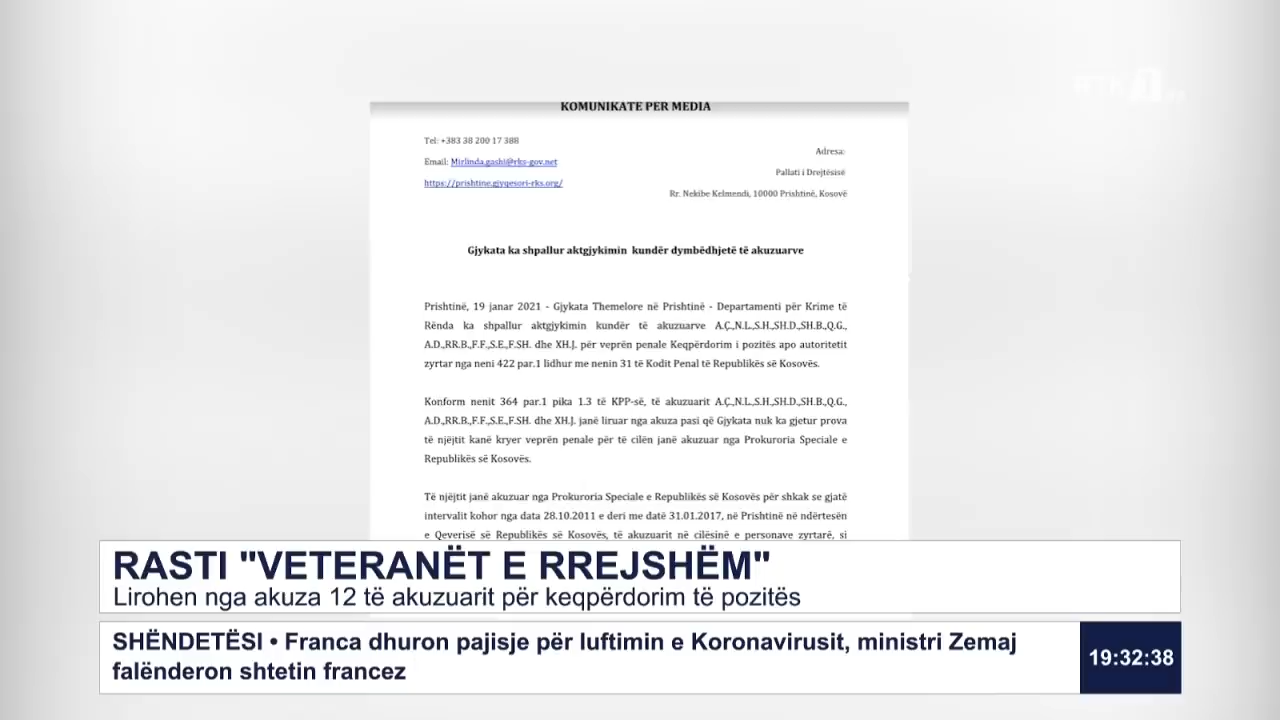 RTK 1
KOMUNIKATE PER MEDIA
Tel: +383 38 200 17 388
Adresa:
Email: Mirlinda.gashi@rks-gov.net
Pallati i Drejtësisë
https://prishtine.gjyqesori-rks.org/
Rr. Nekibe Kelmendi, 10000 Prishtinë, Kosovë
Gjykata ka shpallur aktgjykimin kundër dymbëdhjetë të akuzuarve
Prishtinë, 19 janar 2021 - Gjykata Themelore në Prishtinë - Departamenti për Krime të
Rënda ka shpallur aktgjykimin kundër të akuzuarve A.Ç.,N.L.,S.H.,SH.D.,SH.B.,Q.G.,
A.D.,RR.B.,F.F.,S.E.,F.SH. dhe XH.J. për veprën penale Keqpërdorim i pozitës apo autoritetit
zyrtar nga neni 422 par.1 lidhur me nenin 31 të Kodit Penal të Republikës së Kosovës.
Konform nenit 364 par.1 pika 1.3 të KPP-së, të akuzuarit A.Ç.,N.L.,S.H.,SH.D.,SH.B.,Q.G.,
A.D.,RR.B.,F.F.,S.E.,F.SH. dhe XH.J. janë liruar nga akuza pasi që Gjykata nuk ka gjetur prova
të njëjtit kanë kryer veprën penale për të cilën janë akuzuar nga Prokuroria Speciale e
Republikës së Kosovës.
Të njëjtit janë akuzuar nga Prokuroria Speciale e Republikës së Kosovës për shkak se gjatë
intervalit kohor nga data 28.10.2011 e deri me datë 31.01.2017, në Prishtinë në ndërtesën
e Qeverisë së Republikës së Kosovës, të akuzuarit në cilësinë e personave zyrtarë, si
RASTI "VETERANËT E RREJSHËM"
Lirohen nga akuza 12 të akuzuarit për keqpërdorim të pozitës
SHËNDETËSI • Franca dhuron pajisje për luftimin e Koronavirusit, ministri Zemaj
falënderon shtetin francez
19:32:38